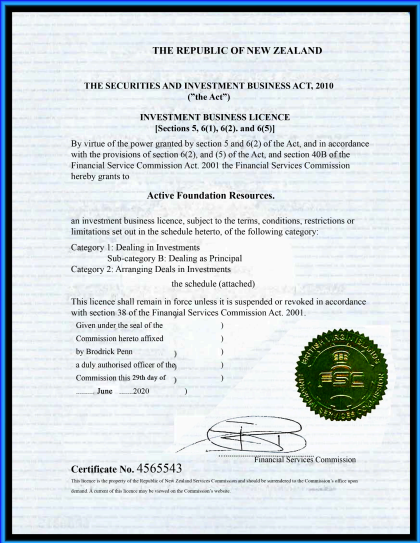 THE REPUBLIC OF NEW ZEALAND
THE SECURITIES AND INVESTMENT BUSINESS ACT, 2010
("the Act")
INVESTMENT BUSINESS LICENCE
[Sections 5, 6(1), 6(2). and 6(5)]
By virtue of the power granted by section 5 and 6(2) of the Act, and in accordance
with the provisions of section 6(2), and (5) of the Act, and section 40B of the
Financial Service Commission Act. 2001 the Financial Services Commission
hereby grants to
Active Foundation Resources.
an investment business licence, subject to the terms, conditions, restrictions or
limitations set out in the schedule heterto, of the following category:
Category 1: Dealing in Investments
Sub-category B: Dealing as Principal
Category 2: Arranging Deals in Investments
the schedule (attached)
This licence shall remain in force unless it is suspended or revoked in accordance
with section 38 of the Financial Services Commission Act. 2001.
Given under the seal of the )
Commission hereto affixed )
by Brodrick Penn ) )
a duly authorised officer of the ) )
Commission this 29th day of ) )
June 2020 )
FSC
Financial Services Commission
Certificate No. 4565543
This licence is the property of the Republic of New Zealand Services Commission and should be surrendered to the Commission's office upon
demand. A current of this licence may be viewed on the Commission's website.